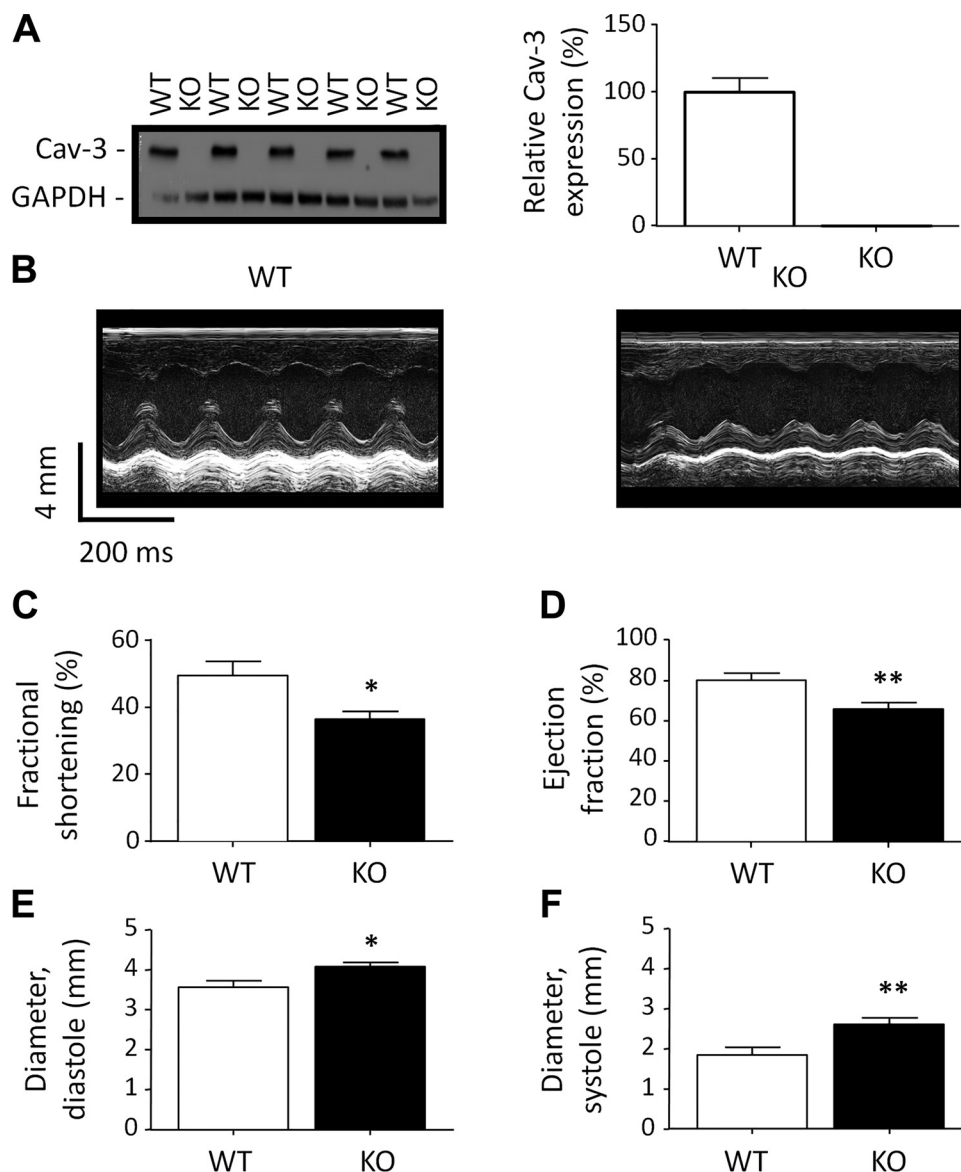 A
WT KO WT KO WT KO WT KO WT KO
Cav-3 -
GAPDH -
Relative Cav-3
expression (%)
150
100
50
0
WT KO
B
WT KO
4 mm
200 ms
C
Fractional
shortening (%)
60
40
20
0
*
WT KO
D
Ejection
fraction (%)
100
80
60
40
20
0
**
WT KO
E
Diameter,
diastole (mm)
5
4
3
2
1
0
*
WT KO
F
Diameter,
systole (mm)
5
4
3
2
1
0
**
WT KO